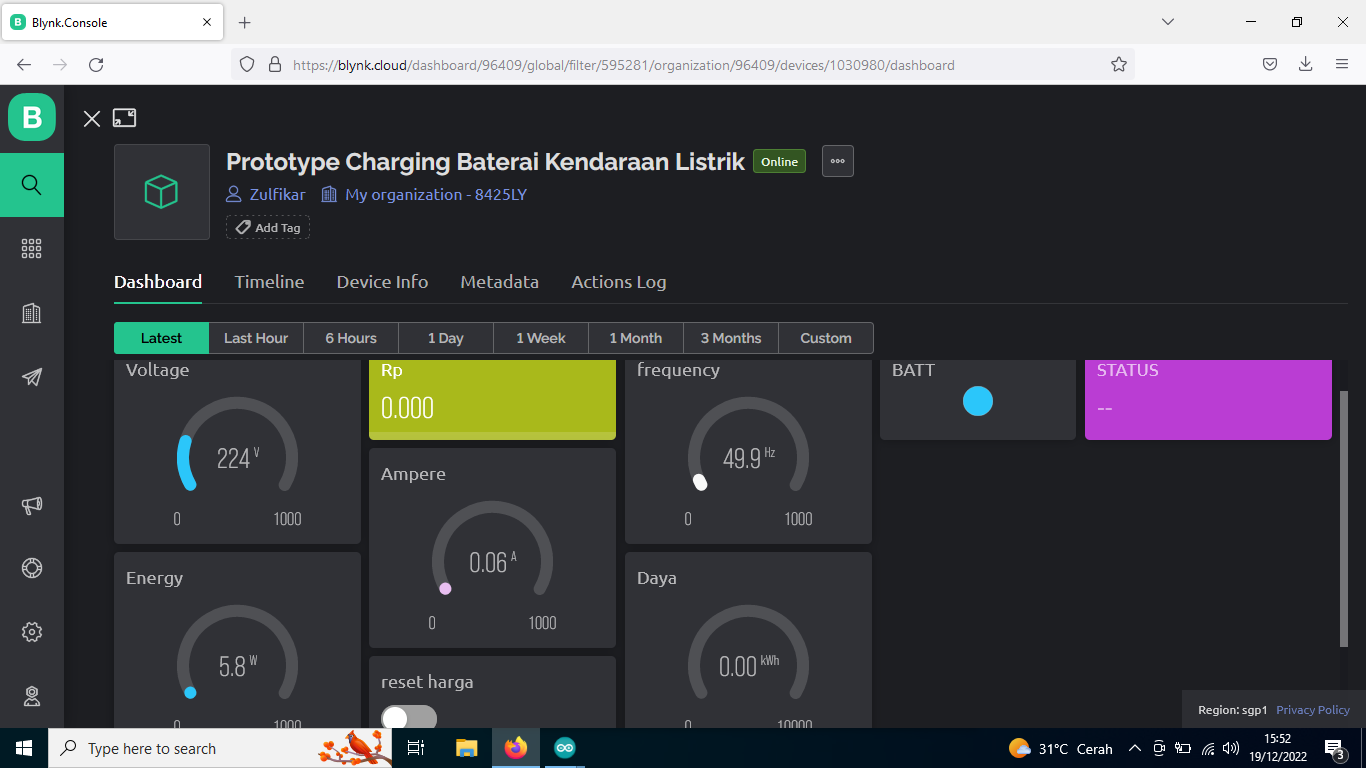 Blynk.Console
https://blynk.cloud/dashboard/96409/global/filter/595281/organization/96409/devices/1030980/dashboard
B
Prototype Charging Baterai Kendaraan Listrik Online
Zulfikar My organization - 8425LY
Add Tag
Dashboard Timeline Device Info Metadata Actions Log
Latest Last Hour 6 Hours 1 Day 1 Week 1 Month 3 Months Custom
Voltage
224 V
0 1000
Rp
0.000
frequency
49.9 Hz
0 1000
BATT
STATUS
--
Ampere
0.06 A
0 1000
Energy
5.8 W
0 1000
Daya
0.00 kWh
0 10000
reset harga
Region: sgp1 Privacy Policy
Type here to search
31°C Cerah
15:52
19/12/2022
3